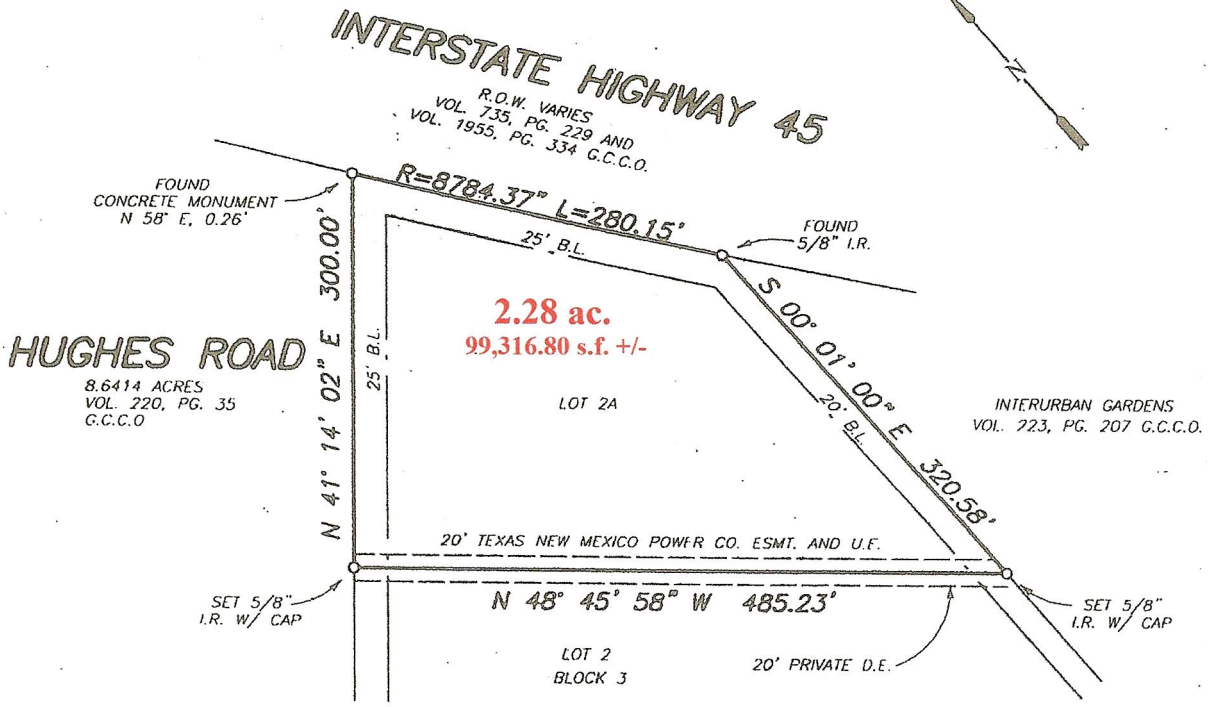 INTERSTATE HIGHWAY 45
R.O.W. VARIES
VOL. 735, PG. 229 AND
VOL. 1955, PG. 334 G.C.C.O.
N
FOUND
CONCRETE MONUMENT
N 58° E, 0.26'
R=8784.37" L=280.15'
25' B.L.
FOUND
5/8" I.R.
N 41° 14' 02" E 300.00'
25' B.L.
2.28 ac.
99,316.80 s.f. +/-
LOT 2A
S 00° 01' 00" E 320.58'
20' B.L.
HUGHES ROAD
8.6414 ACRES
VOL. 220, PG. 35
G.C.C.O
INTERURBAN GARDENS
VOL. 223, PG. 207 G.C.C.O.
20' TEXAS NEW MEXICO POWER CO. ESMT. AND U.E.
N 48° 45' 58" W 485.23'
SET 5/8"
I.R. W/ CAP
SET 5/8"
I.R. W/ CAP
20' PRIVATE D.E.
LOT 2
BLOCK 3